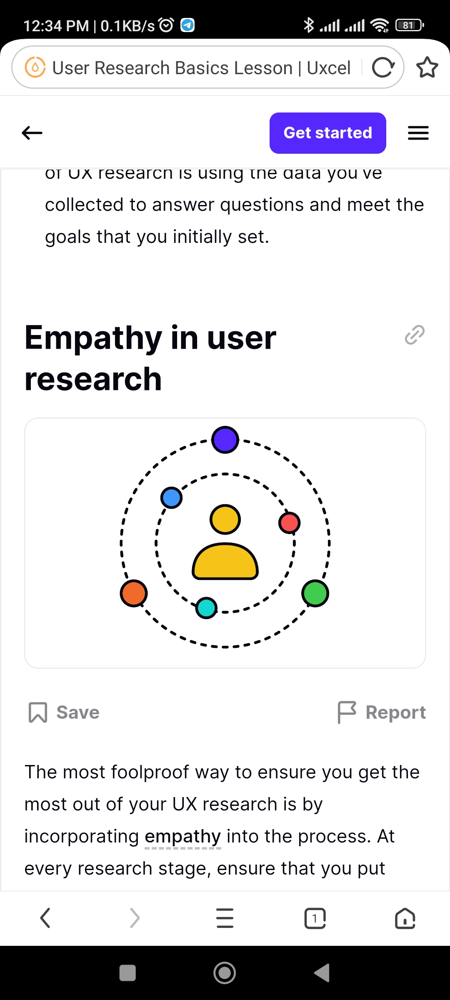 12:34 PM | 0.1KB/s
81
User Research Basics Lesson | Uxcel
Get started
of UX research is using the data you've
collected to answer questions and meet the
goals that you initially set.
Empathy in user
research
Save
Report
The most foolproof way to ensure you get the
most out of your UX research is by
incorporating empathy into the process. At
every research stage, ensure that you put
1